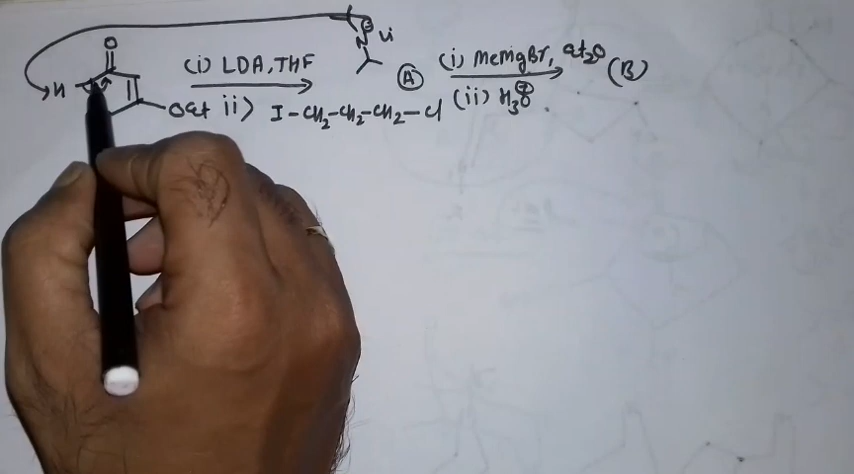 O
(i) LDA, THF
N
Li
(i) MeMgBr, Et₂O
H
OEt
ii) I-CH₂-CH₂-CH₂-Cl
(A)
(ii) H₃O⊕
(B)